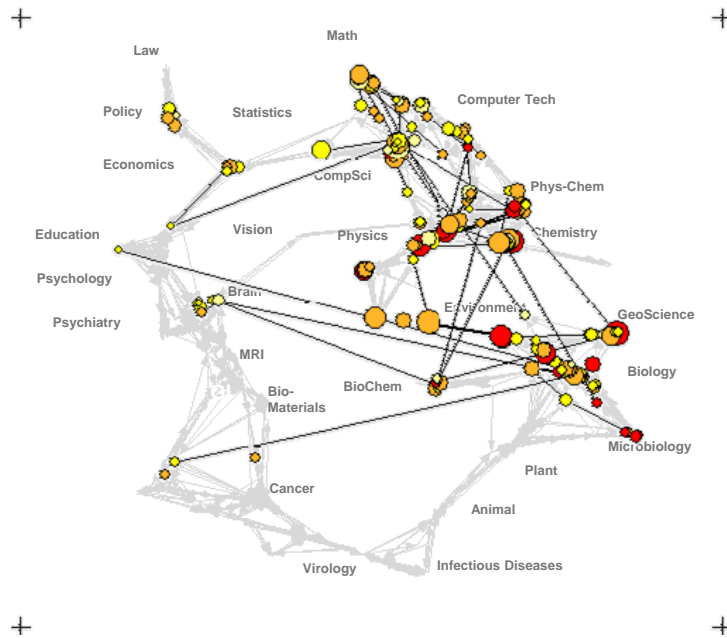 Math
Law
Computer Tech
Policy
Statistics
Economics
CompSci
Phys-Chem
Education
Vision
Physics
Chemistry
Psychology
Brain
Environment
GeoScience
Psychiatry
MRI
Biology
BioChem
Bio-
Materials
Microbiology
Plant
Cancer
Animal
Virology
Infectious Diseases